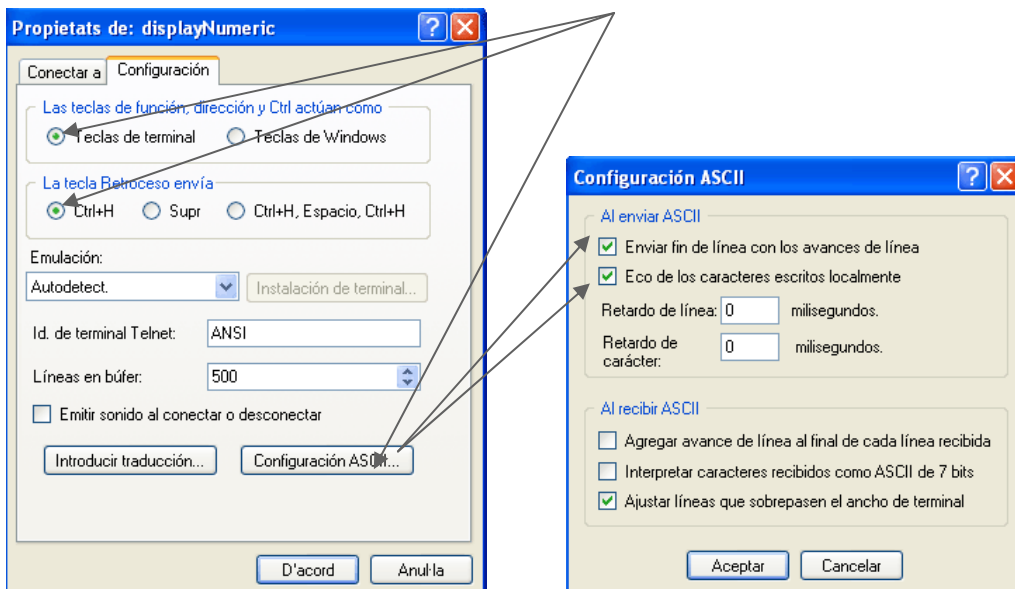 Propietats de: displayNumeric
Conectar a
Configuración
Las teclas de función, dirección y Ctrl actúan como
Teclas de terminal
Teclas de Windows
La tecla Retroceso envía
Ctrl+H
Supr
Ctrl+H, Espacio, Ctrl+H
Emulación:
Autodetect.
Instalación de terminal...
Id. de terminal Telnet:
ANSI
Líneas en búfer:
500
Emitir sonido al conectar o desconectar
Introducir traducción...
Configuración ASCII...
D'acord
Anul·la
Configuración ASCII
Al enviar ASCII
Enviar fin de línea con los avances de línea
Eco de los caracteres escritos localmente
Retardo de línea:
0
milisegundos.
Retardo de
carácter:
0
milisegundos.
Al recibir ASCII
Agregar avance de línea al final de cada línea recibida
Interpretar caracteres recibidos como ASCII de 7 bits
Ajustar líneas que sobrepasen el ancho de terminal
Aceptar
Cancelar